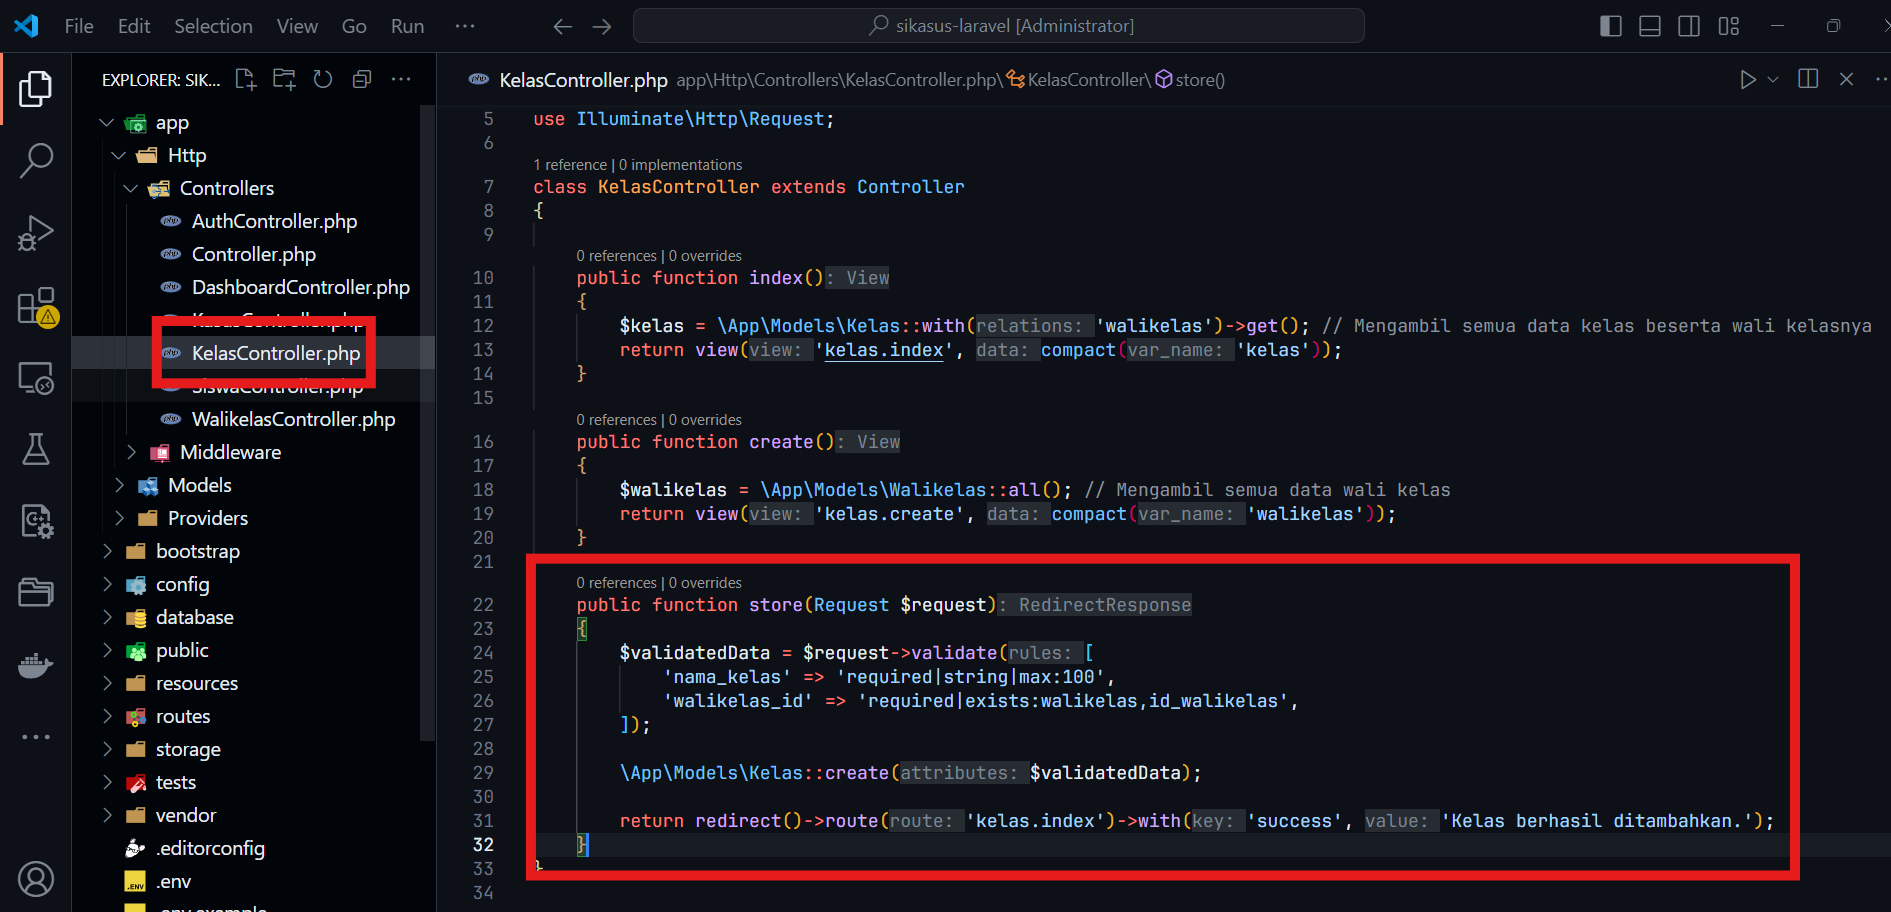 File Edit Selection View Go Run ···
sikasus-laravel [Administrator]
EXPLORER: SIK...
app
Http
Controllers
AuthController.php
Controller.php
DashboardController.php
KasusController.php
KelasController.php
SiswaController.php
WalikelasController.php
Middleware
Models
Providers
bootstrap
config
database
public
resources
routes
storage
tests
vendor
.editorconfig
.env
.env.example
KelasController.php app\Http\Controllers\KelasController.php\KelasController\store()
5 use Illuminate\Http\Request;
6
1 reference | 0 implementations
7 class KelasController extends Controller
8 {
9
0 references | 0 overrides
10 public function index(): View
11 {
12 $kelas = \App\Models\Kelas::with(relations: 'walikelas')->get(); // Mengambil semua data kelas beserta wali kelasnya
13 return view(view: 'kelas.index', data: compact(var_name: 'kelas'));
14 }
15
0 references | 0 overrides
16 public function create(): View
17 {
18 $walikelas = \App\Models\Walikelas::all(); // Mengambil semua data wali kelas
19 return view(view: 'kelas.create', data: compact(var_name: 'walikelas'));
20 }
21
0 references | 0 overrides
22 public function store(Request $request): RedirectResponse
23 {
24 $validatedData = $request->validate(rules: [
25 'nama_kelas' => 'required|string|max:100',
26 'walikelas_id' => 'required|exists:walikelas,id_walikelas',
27 ]);
28
29 \App\Models\Kelas::create(attributes: $validatedData);
30
31 return redirect()->route(route: 'kelas.index')->with(key: 'success', value: 'Kelas berhasil ditambahkan.');
32 }
33 }
34